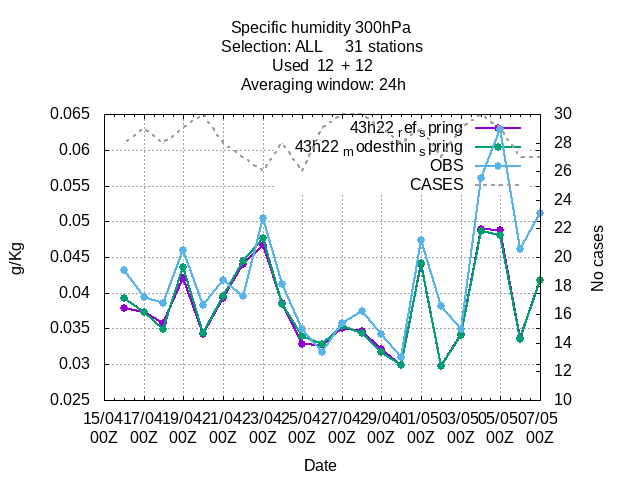 Specific humidity 300hPa
Selection: ALL 31 stations
Used 12 + 12
Averaging window: 24h
0.065
0.06
0.055
0.05
0.045
0.04
0.035
0.03
0.025
g/Kg
43h22 ref spring
43h22 modesthin spring
OBS
CASES
30
28
26
24
22
20
18
16
14
12
10
No cases
15/04 17/04 19/04 21/04 23/04 25/04 27/04 29/04 01/05 03/05 05/05 07/05
00Z 00Z 00Z 00Z 00Z 00Z 00Z 00Z 00Z 00Z 00Z 00Z
Date